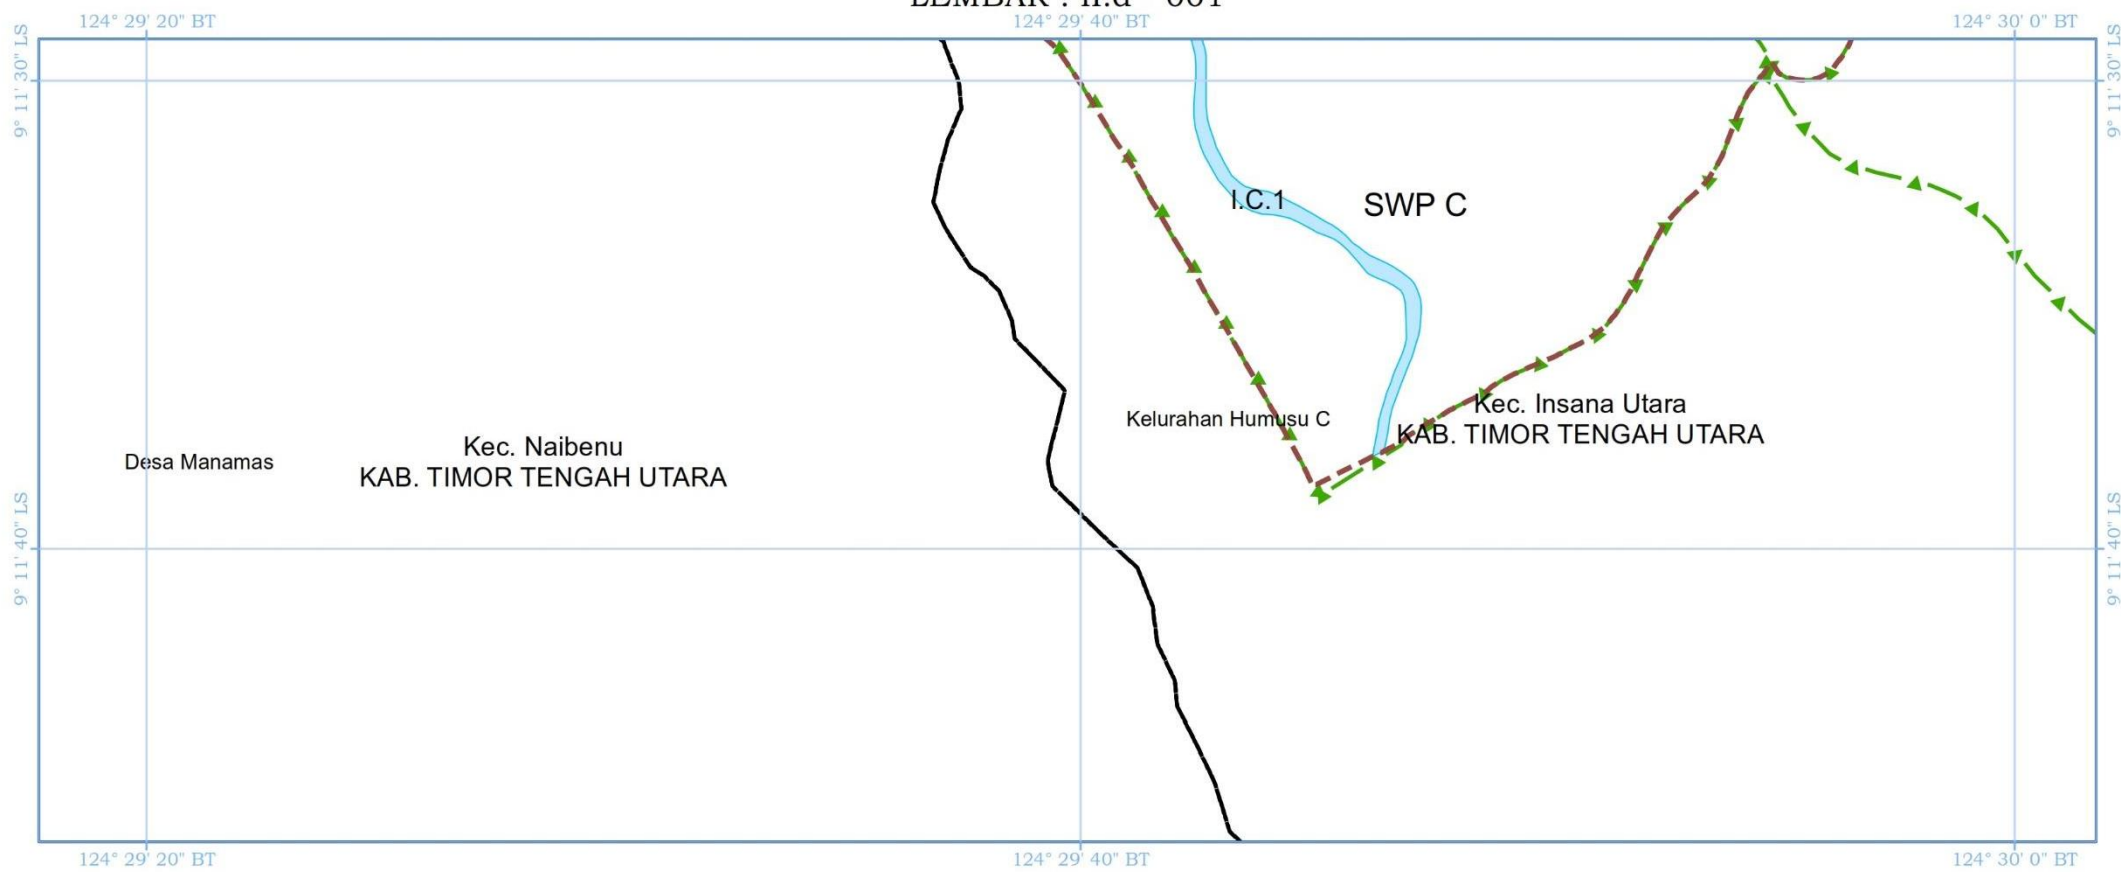 124° 29' 20" BT
124° 29' 40" BT
124° 30' 0" BT
9° 11' 30" LS
9° 11' 30" LS
I.C.1
SWP C
Kec. Insana Utara
KAB. TIMOR TENGAH UTARA
Kelurahan Humusu C
Kec. Naibenu
KAB. TIMOR TENGAH UTARA
Desa Manamas
9° 11' 40" LS
9° 11' 40" LS
124° 29' 20" BT
124° 29' 40" BT
124° 30' 0" BT